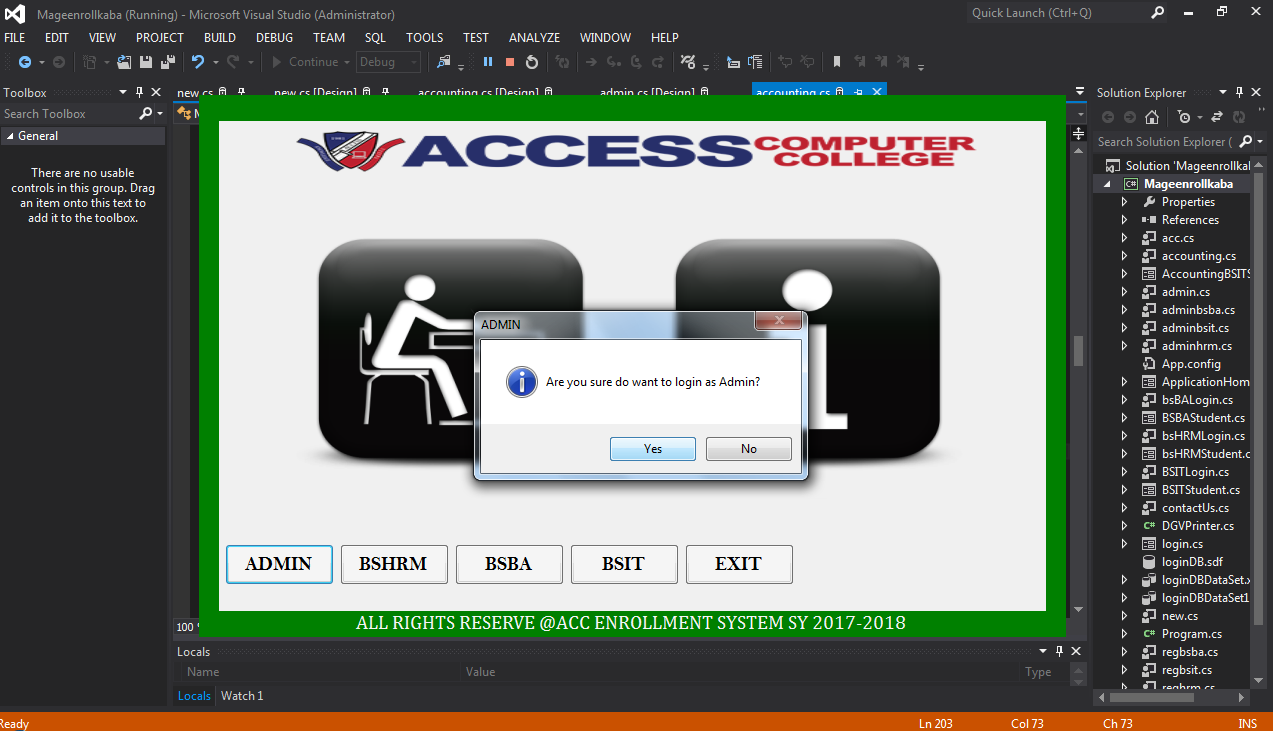 Mageenrollkaba (Running) - Microsoft Visual Studio (Administrator)
Quick Launch (Ctrl+Q)
FILE EDIT VIEW PROJECT BUILD DEBUG TEAM SQL TOOLS TEST ANALYZE WINDOW HELP
Continue Debug
Toolbox
Search Toolbox
General
There are no usable
controls in this group. Drag
an item onto this text to
add it to the toolbox.
new.cs new.cs [Design] accounting.cs [Design] admin.cs [Design] accounting.cs
ACCESS COMPUTER
COLLEGE
ADMIN
Are you sure do want to login as Admin?
Yes No
ADMIN BSHRM BSBA BSIT EXIT
ALL RIGHTS RESERVE @ACC ENROLLMENT SYSTEM SY 2017-2018
100 %
Locals
Name Value Type
Locals Watch 1
Solution Explorer
Search Solution Explorer (
Solution 'Mageenrollkal
Mageenrollkaba
Properties
References
acc.cs
accounting.cs
AccountingBSITS
admin.cs
adminbsba.cs
adminbsit.cs
adminhrm.cs
App.config
ApplicationHom
bsBALogin.cs
BSBAStudent.cs
bsHRMLogin.cs
bsHRMStudent.c
BSITLogin.cs
BSITStudent.cs
contactUs.cs
DGVPrinter.cs
login.cs
loginDB.sdf
loginDBDataSet.x
loginDBDataSet1
new.cs
Program.cs
regbsba.cs
regbsit.cs
reghrm.cs
Ready Ln 203 Col 73 Ch 73 INS